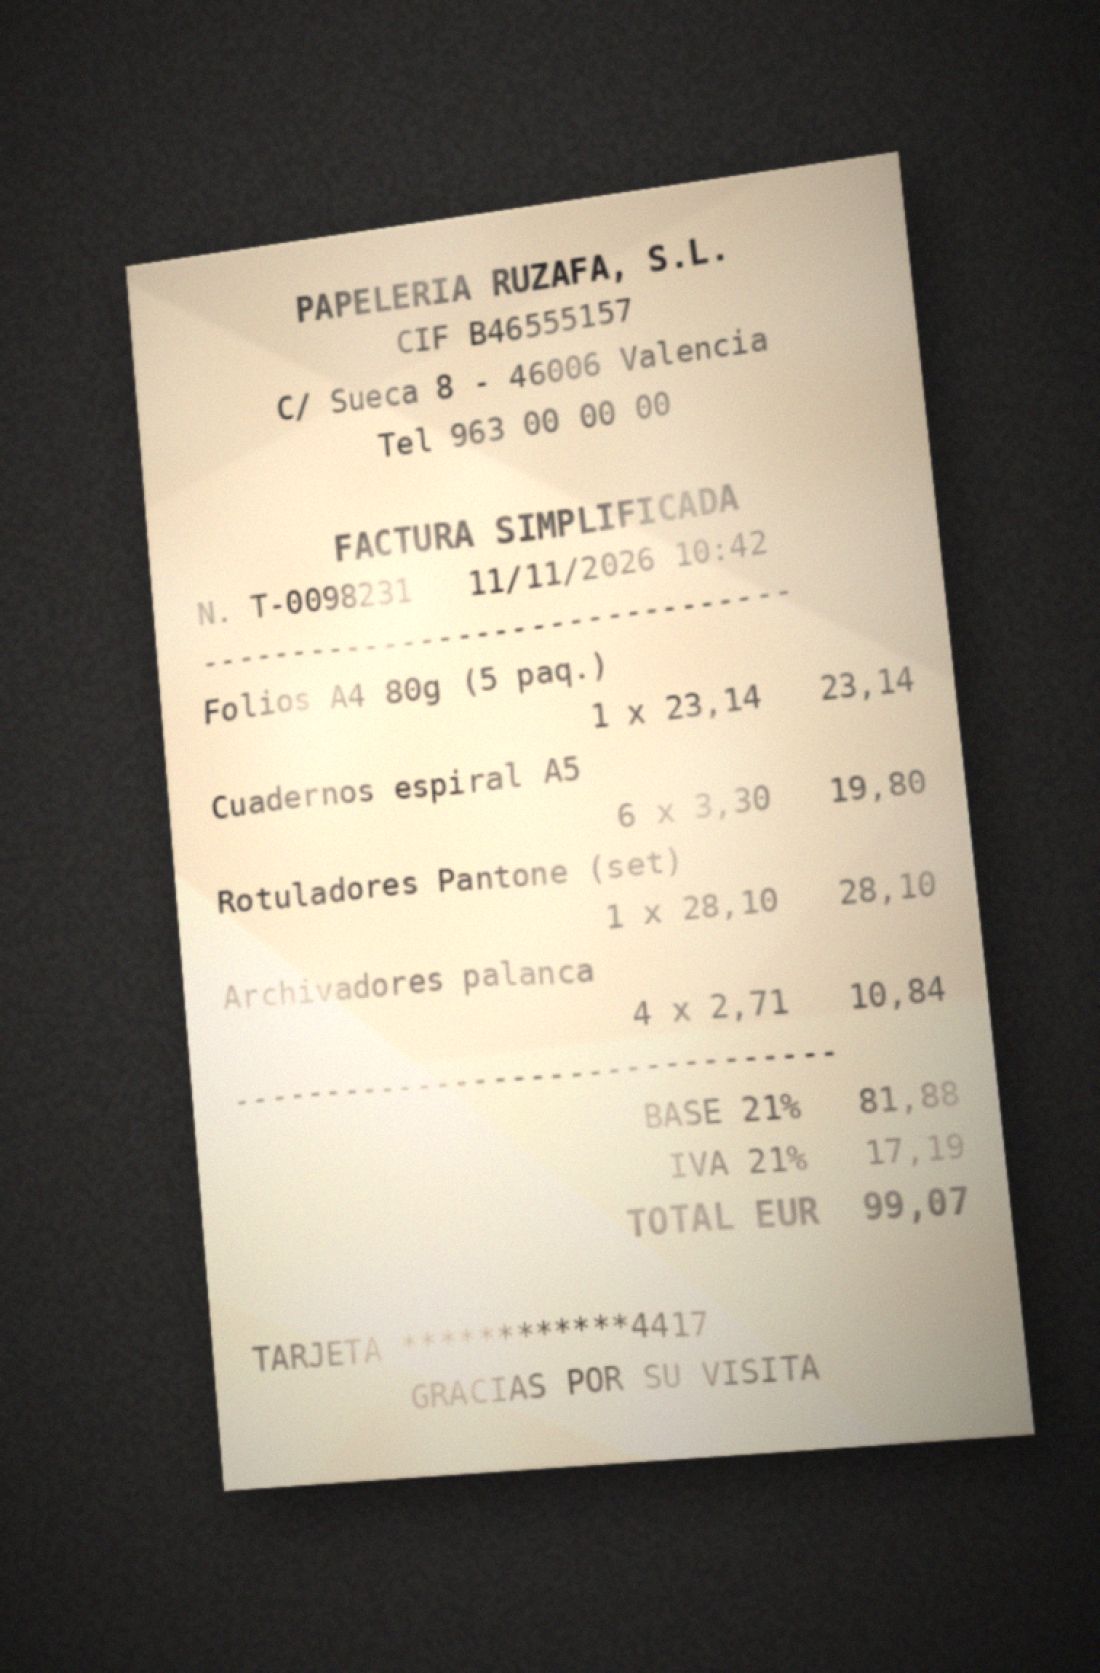 PAPELERIA RUZAFA, S.L.
CIF B46555157
C/ Sueca 8 - 46006 Valencia
Tel 963 00 00 00
FACTURA SIMPLIFICADA
N. T-0098231 11/11/2026 10:42
--------------------------------
Folios A4 80g (5 paq.)
1 x 23,14 23,14
Cuadernos espiral A5
6 x 3,30 19,80
Rotuladores Pantone (set)
1 x 28,10 28,10
Archivadores palanca
4 x 2,71 10,84
--------------------------------
BASE 21% 81,88
IVA 21% 17,19
TOTAL EUR 99,07
TARJETA ************4417
GRACIAS POR SU VISITA